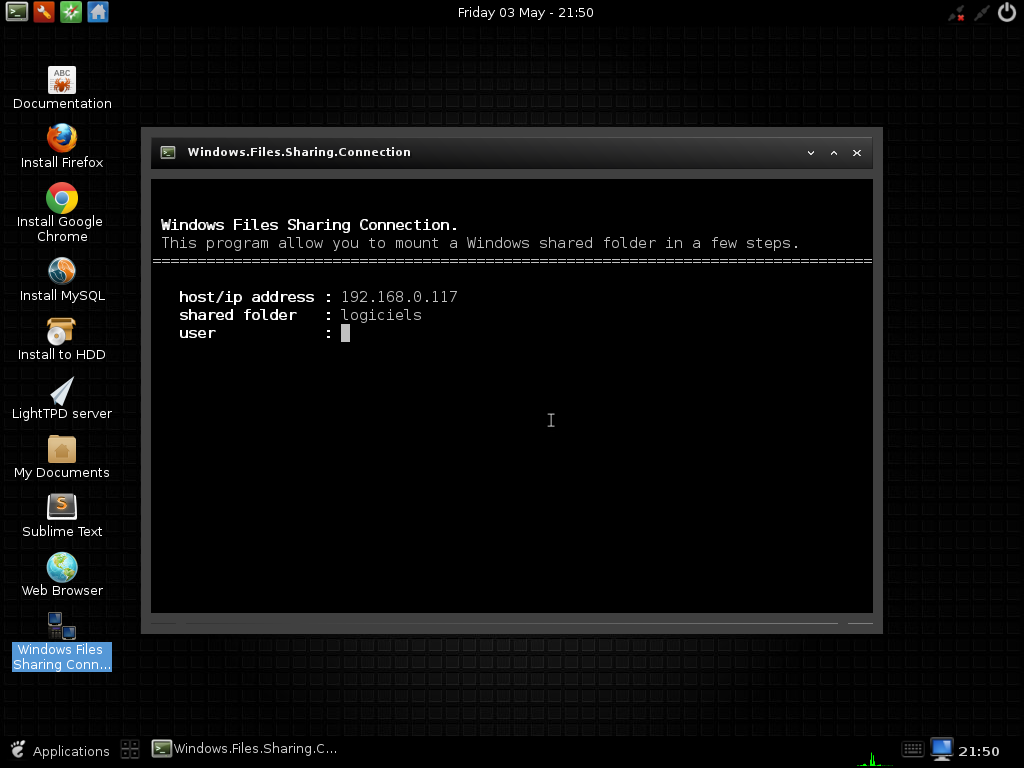 Friday 03 May - 21:50
ABC
Documentation
Install Firefox
Install Google
Chrome
Install MySQL
Install to HDD
LightTPD server
My Documents
S
Sublime Text
Web Browser
Windows Files
Sharing Conn...
Windows.Files.Sharing.Connection
Windows Files Sharing Connection.
This program allow you to mount a Windows shared folder in a few steps.
================================================================================
host/ip address : 192.168.0.117
shared folder : logiciels
user :
Applications
Windows.Files.Sharing.C...
21:50